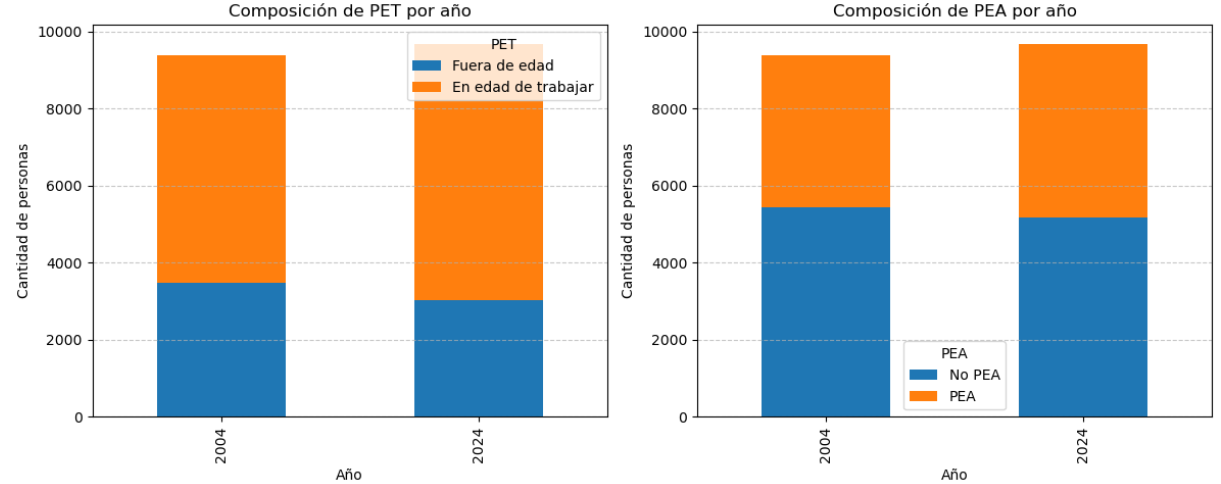 Composición de PET por año
Cantidad de personas
10000
8000
6000
4000
2000
0
PET
Fuera de edad
En edad de trabajar
2004
2024
Año
Composición de PEA por año
Cantidad de personas
10000
8000
6000
4000
2000
0
PEA
No PEA
PEA
2004
2024
Año